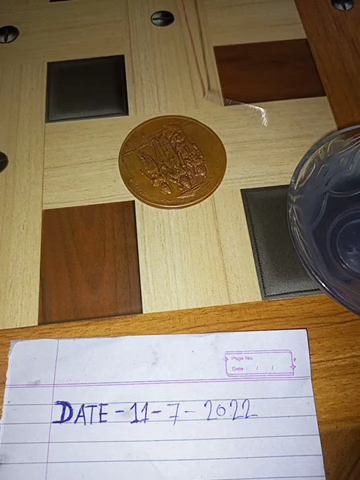 Page No.
Date / /
DATE - 11 - 7 - 2022